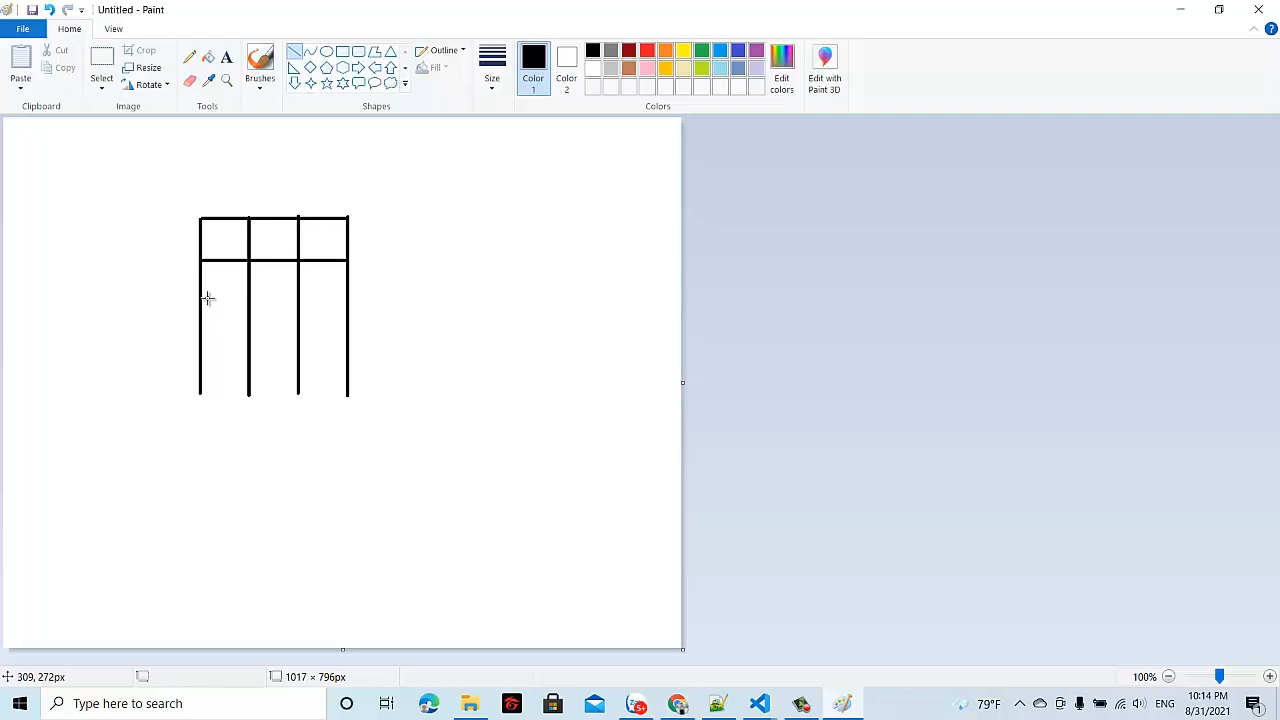 Untitled - Paint
File Home View
Paste
Cut
Copy
Clipboard
Select
Crop
Resize
Rotate
Image
A
Tools
Brushes
Outline
Fill
Shapes
Size
Color 1
Color 2
Edit colors
Colors
Edit with Paint 3D
309, 272px
1017 × 796px
100%
Type here to search
5+
79°F
ENG
10:14 PM
8/31/2021